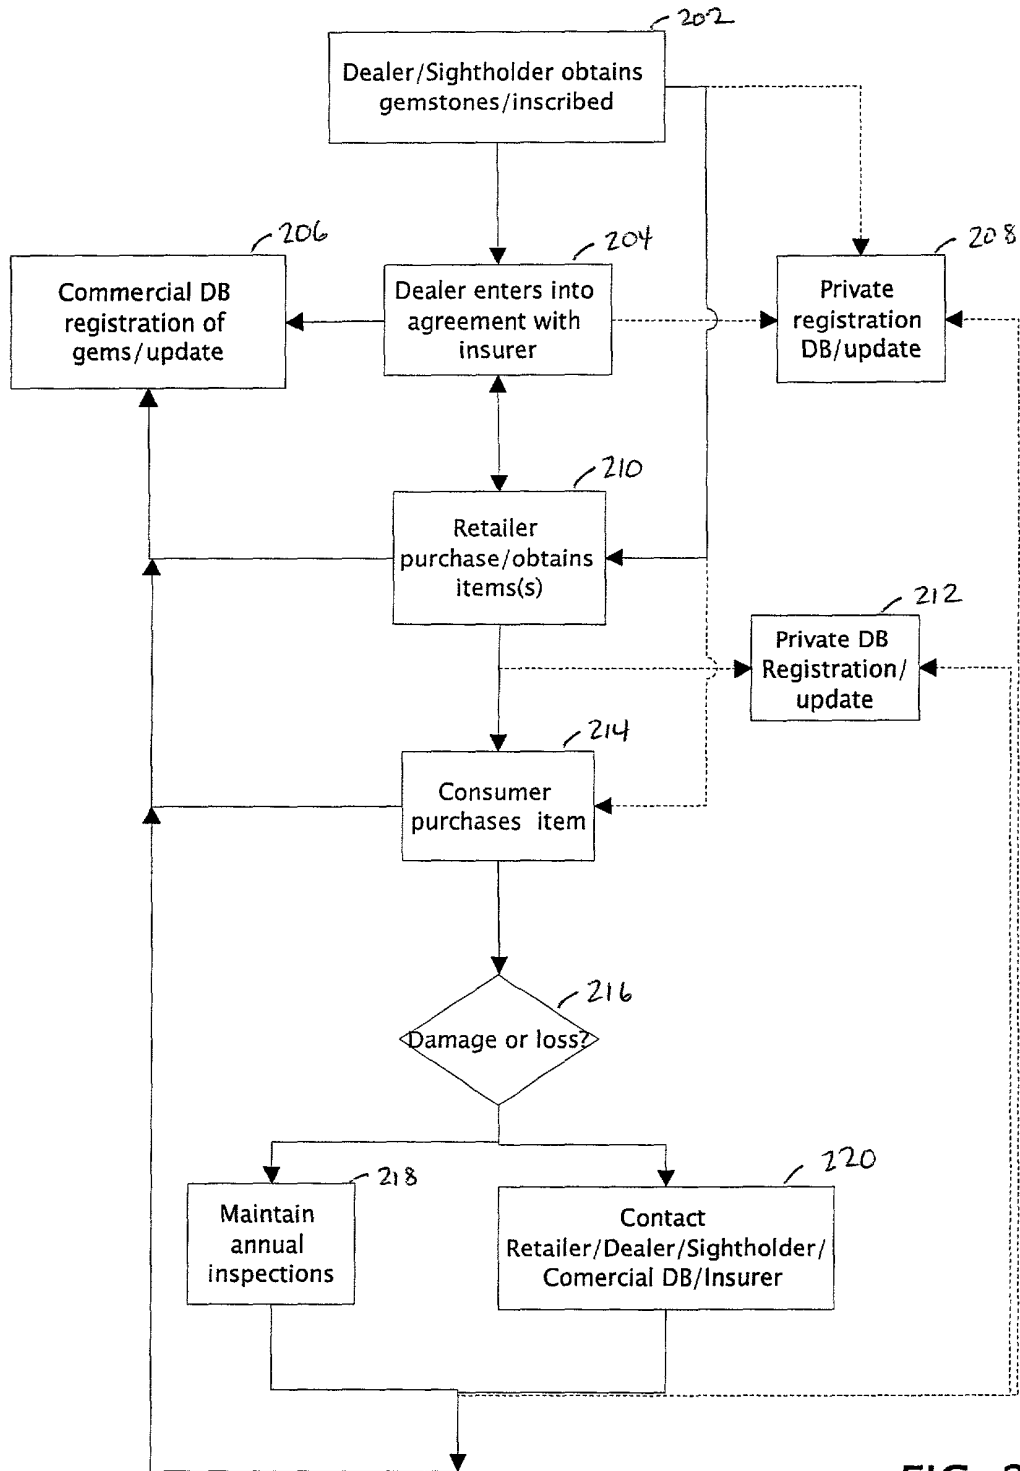 202
Dealer/Sightholder obtains
gemstones/inscribed
206
Commercial DB
registration of
gems/update
204
Dealer enters into
agreement with
insurer
208
Private
registration
DB/update
210
Retailer
purchase/obtains
items(s)
212
Private DB
Registration/
update
214
Consumer
purchases item
216
Damage or loss?
218
Maintain
annual
inspections
220
Contact
Retailer/Dealer/Sightholder/
Comercial DB/Insurer